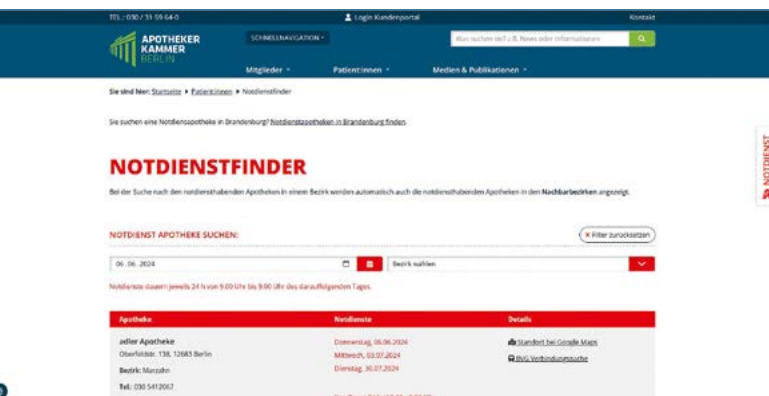 TEL.: 030 / 31 59 64-0
Login Kundenportal
Kontakt
APOTHEKER
KAMMER
BERLIN
SCHNELLNAVIGATION
Was suchen sie? z.B. News oder Informationen
Mitglieder
Patient:innen
Medien & Publikationen
Sie sind hier: Startseite Patient:innen Notdienstfinder
Sie suchen eine Notdienstapotheke in Brandenburg? Notdienstapotheken in Brandenburg finden.
NOTDIENST
NOTDIENSTFINDER
Bei der Suche nach den notdiensthabenden Apotheken in einem Bezirk werden automatisch auch die notdiensthabenden Apotheken in den Nachbarbezirken angezeigt.
NOTDIENST APOTHEKE SUCHEN:
× Filter zurücksetzen
06.06.2024
Bezirk wählen
Notdienste dauern jeweils 24 h von 9:00 Uhr bis 9:00 Uhr des darauffolgenden Tages.
Apotheke
Notdienste
Details
adler Apotheke
Oberfeldstr. 138, 12683 Berlin
Bezirk: Marzahn
Tel.: 030 5412067
Donnerstag, 06.06.2024
Mittwoch, 03.07.2024
Dienstag, 30.07.2024
Standort bei Google Maps
BVG Verbindungssuche